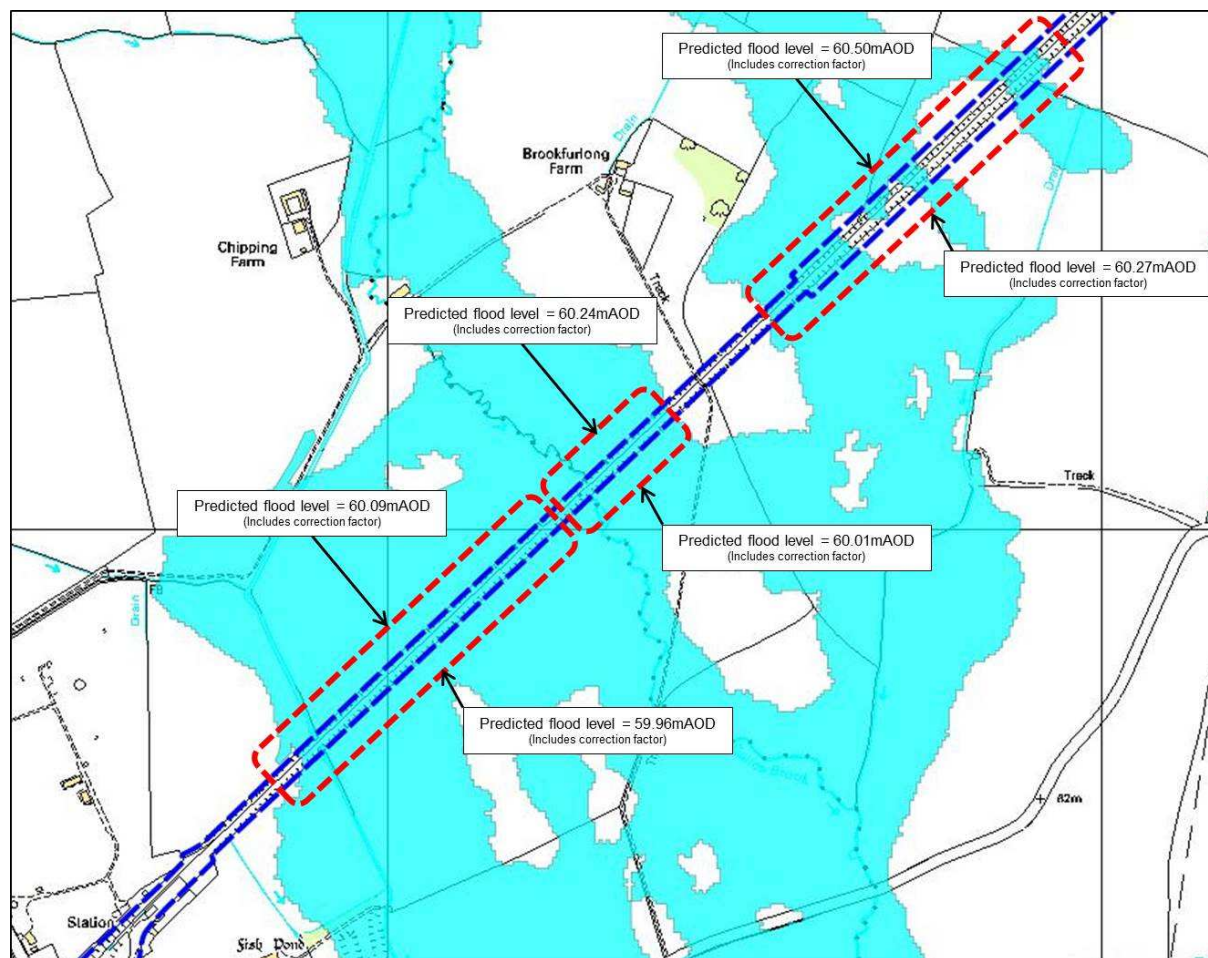 Predicted flood level = 60.50mAOD
(Includes correction factor)
Drain
Brookfurlong
Farm
Drain
Chipping
Farm
Predicted flood level = 60.27mAOD
(Includes correction factor)
Track
Predicted flood level = 60.24mAOD
(Includes correction factor)
Track
Predicted flood level = 60.09mAOD
(Includes correction factor)
Predicted flood level = 60.01mAOD
(Includes correction factor)
Drain
FB
Predicted flood level = 59.96mAOD
(Includes correction factor)
Brook
62m
Station
Fish Pond